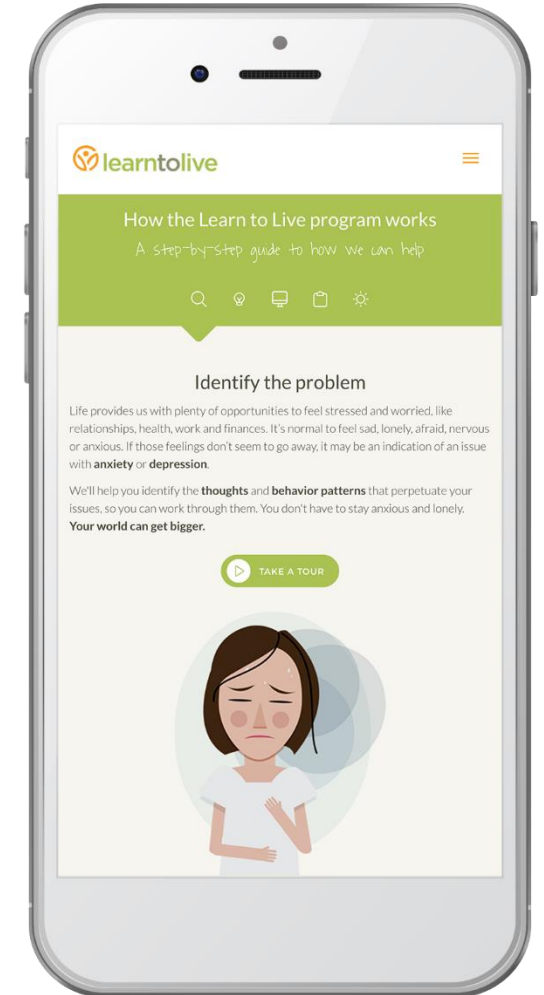 learntolive
How the Learn to Live program works
A step-by-step guide to how we can help
Identify the problem
Life provides us with plenty of opportunities to feel stressed and worried, like
relationships, health, work and finances. It's normal to feel sad, lonely, afraid, nervous
or anxious. If those feelings don't seem to go away, it may be an indication of an issue
with anxiety or depression.
We'll help you identify the thoughts and behavior patterns that perpetuate your
issues, so you can work through them. You don't have to stay anxious and lonely.
Your world can get bigger.
TAKE A TOUR